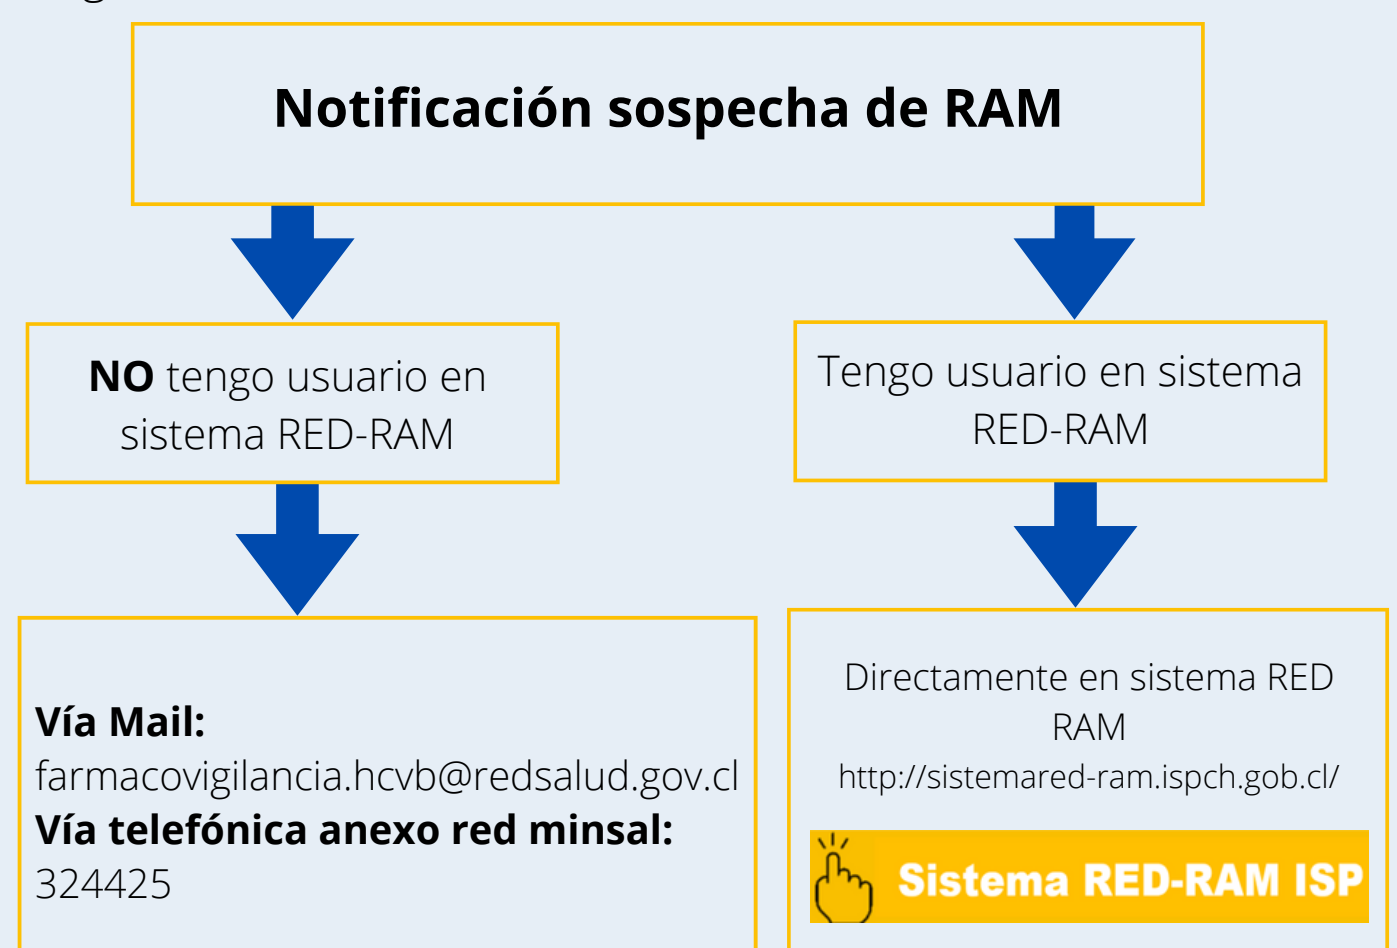 Notificación sospecha de RAM
NO tengo usuario en
sistema RED-RAM
Tengo usuario en sistema
RED-RAM
Vía Mail:
farmacovigilancia.hcvb@redsalud.gov.cl
Vía telefónica anexo red minsal:
324425
Directamente en sistema RED
RAM
http://sistemared-ram.ispch.gob.cl/
Sistema RED-RAM ISP